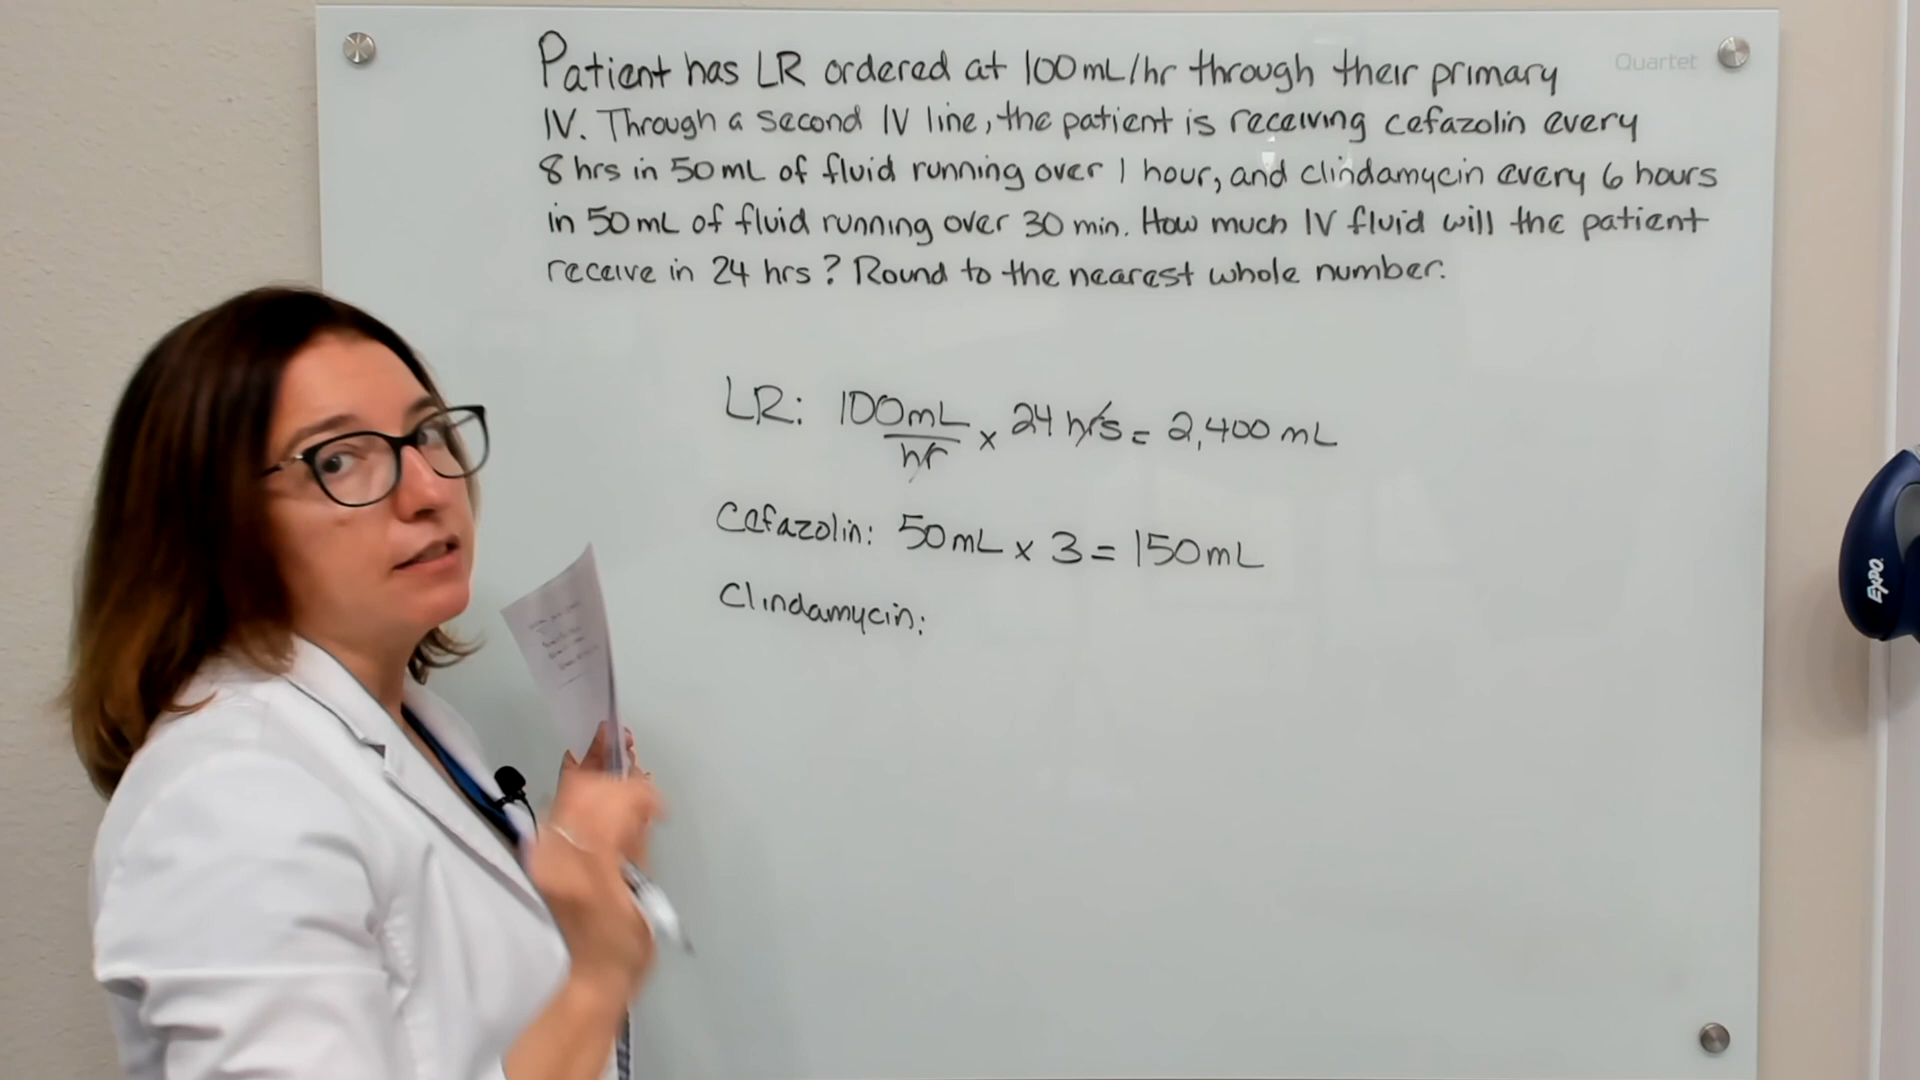 Quartet
Patient has LR ordered at 100mL/hr through their primary
IV. Through a second IV line, the patient is receiving cefazolin every
8 hrs in 50mL of fluid running over 1 hour, and clindamycin every 6 hours
in 50mL of fluid running over 30 min. How much IV fluid will the patient
receive in 24 hrs? Round to the nearest whole number.
LR: 100mL/hr x 24 hrs = 2,400 mL
Cefazolin: 50mL x 3 = 150mL
Clindamycin:
EXPO